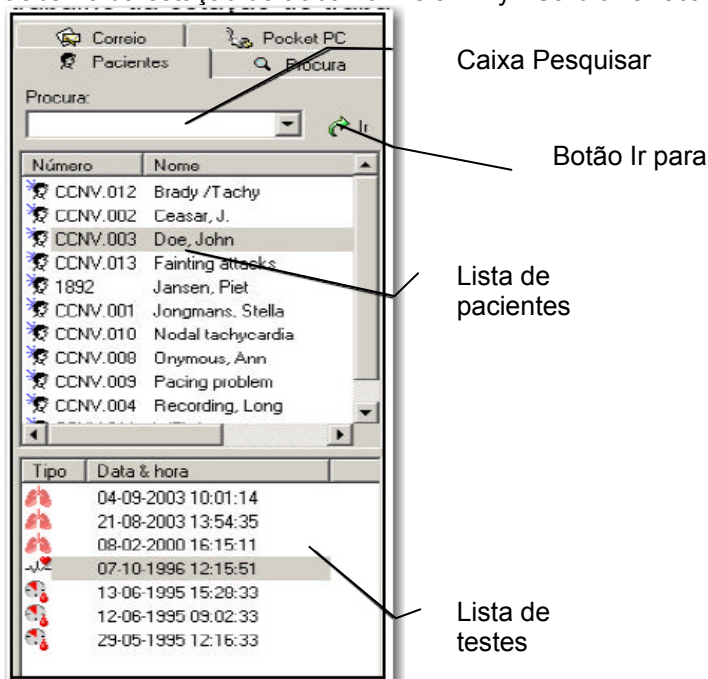 Correio Pocket PC
Pacientes Procura
Caixa Pesquisar
Procura:
Ir
Botão Ir para
Número Nome
CCNV.012 Brady /Tachy
CCNV.002 Ceasar, J.
CCNV.003 Doe, John
CCNV.013 Fainting attacks
1892 Jansen, Piet
CCNV.001 Jongmans, Stella
CCNV.010 Nodal tachycardia
CCNV.008 Onymous, Ann
CCNV.009 Pacing problem
CCNV.004 Recording, Long
Lista de
pacientes
Tipo Data & hora
04-09-2003 10:01:14
21-08-2003 13:54:35
08-02-2000 16:15:11
07-10-1996 12:15:51
13-06-1995 15:28:33
12-06-1995 09:02:33
29-05-1995 12:16:33
Lista de
testes